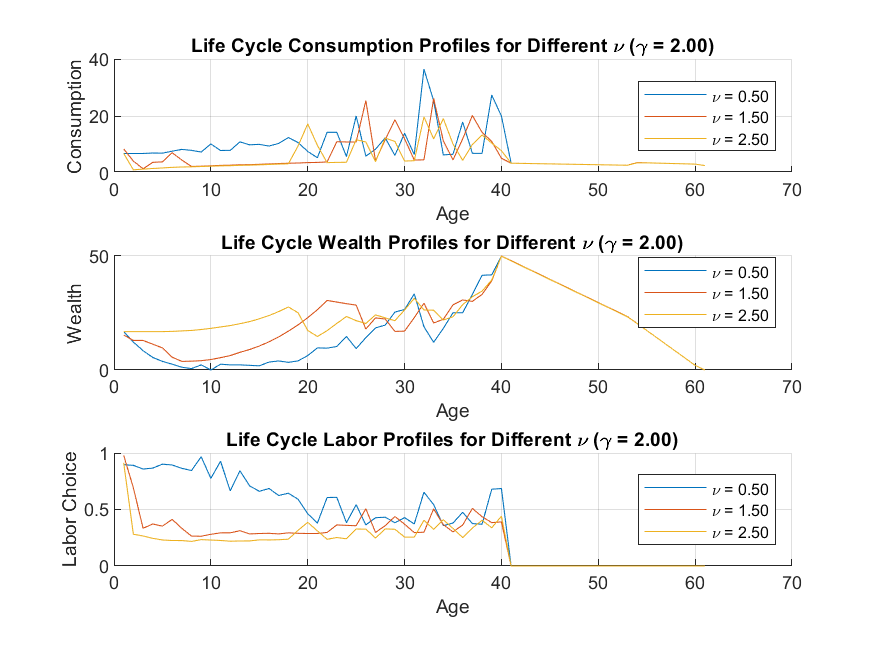 Life Cycle Consumption Profiles for Different ν (γ = 2.00)
Consumption
40
20
0
ν = 0.50
ν = 1.50
ν = 2.50
0 10 20 30 40 50 60 70
Age
Life Cycle Wealth Profiles for Different ν (γ = 2.00)
Wealth
50
0
ν = 0.50
ν = 1.50
ν = 2.50
0 10 20 30 40 50 60 70
Age
Life Cycle Labor Profiles for Different ν (γ = 2.00)
Labor Choice
1
0.5
0
ν = 0.50
ν = 1.50
ν = 2.50
0 10 20 30 40 50 60 70
Age